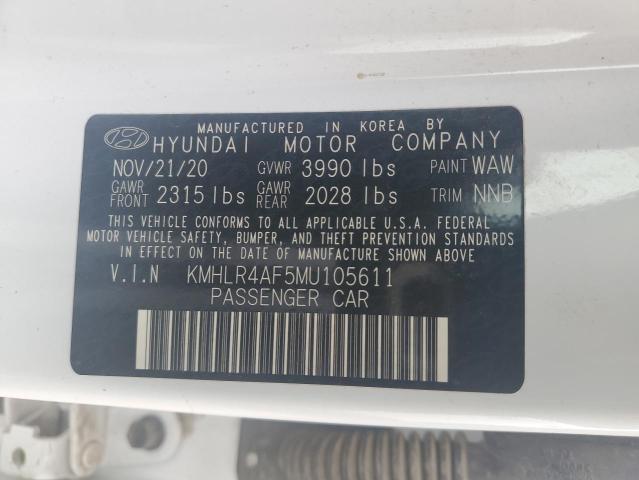 MANUFACTURED IN KOREA BY
HYUNDAI MOTOR COMPANY
NOV/21/20 GVWR 3990 lbs PAINT WAW
GAWR FRONT 2315 lbs GAWR REAR 2028 lbs TRIM NNB
THIS VEHICLE CONFORMS TO ALL APPLICABLE U.S.A. FEDERAL
MOTOR VEHICLE SAFETY, BUMPER, AND THEFT PREVENTION STANDARDS
IN EFFECT ON THE DATE OF MANUFACTURE SHOWN ABOVE
V.I.N KMHLR4AF5MU105611
PASSENGER CAR